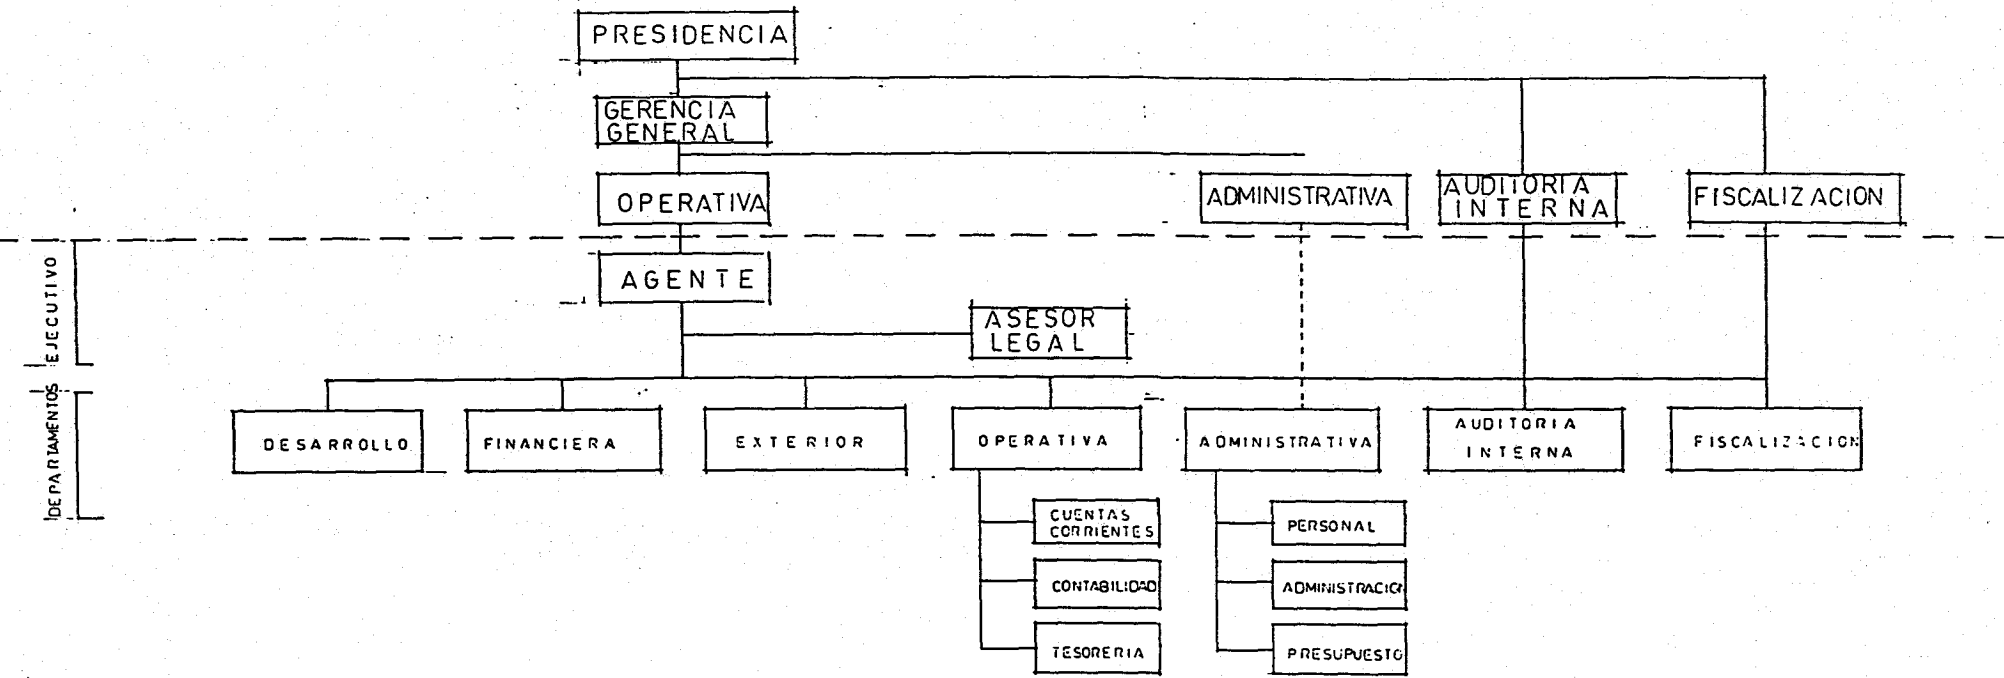 PRESIDENCIA
GERENCIA
GENERAL
OPERATIVA
ADMINISTRATIVA
AUDITORIA
INTERNA
FISCALIZACION
EJECUTIVO
AGENTE
ASESOR
LEGAL
DEPARTAMENTOS
DESARROLLO
FINANCIERA
EXTERIOR
OPERATIVA
ADMINISTRATIVA
AUDITORIA
INTERNA
FISCALIZACION
CUENTAS
CORRIENTES
PERSONAL
CONTABILIDAD
ADMINISTRACION
TESORERIA
PRESUPUESTO